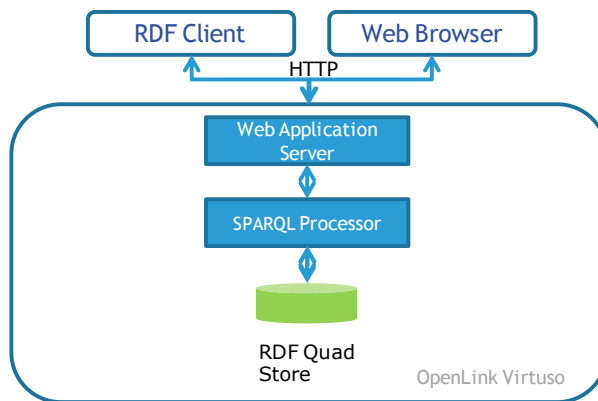 RDF Client
Web Browser
HTTP
Web Application
Server
SPARQL Processor
RDF Quad
Store
OpenLink Virtuso